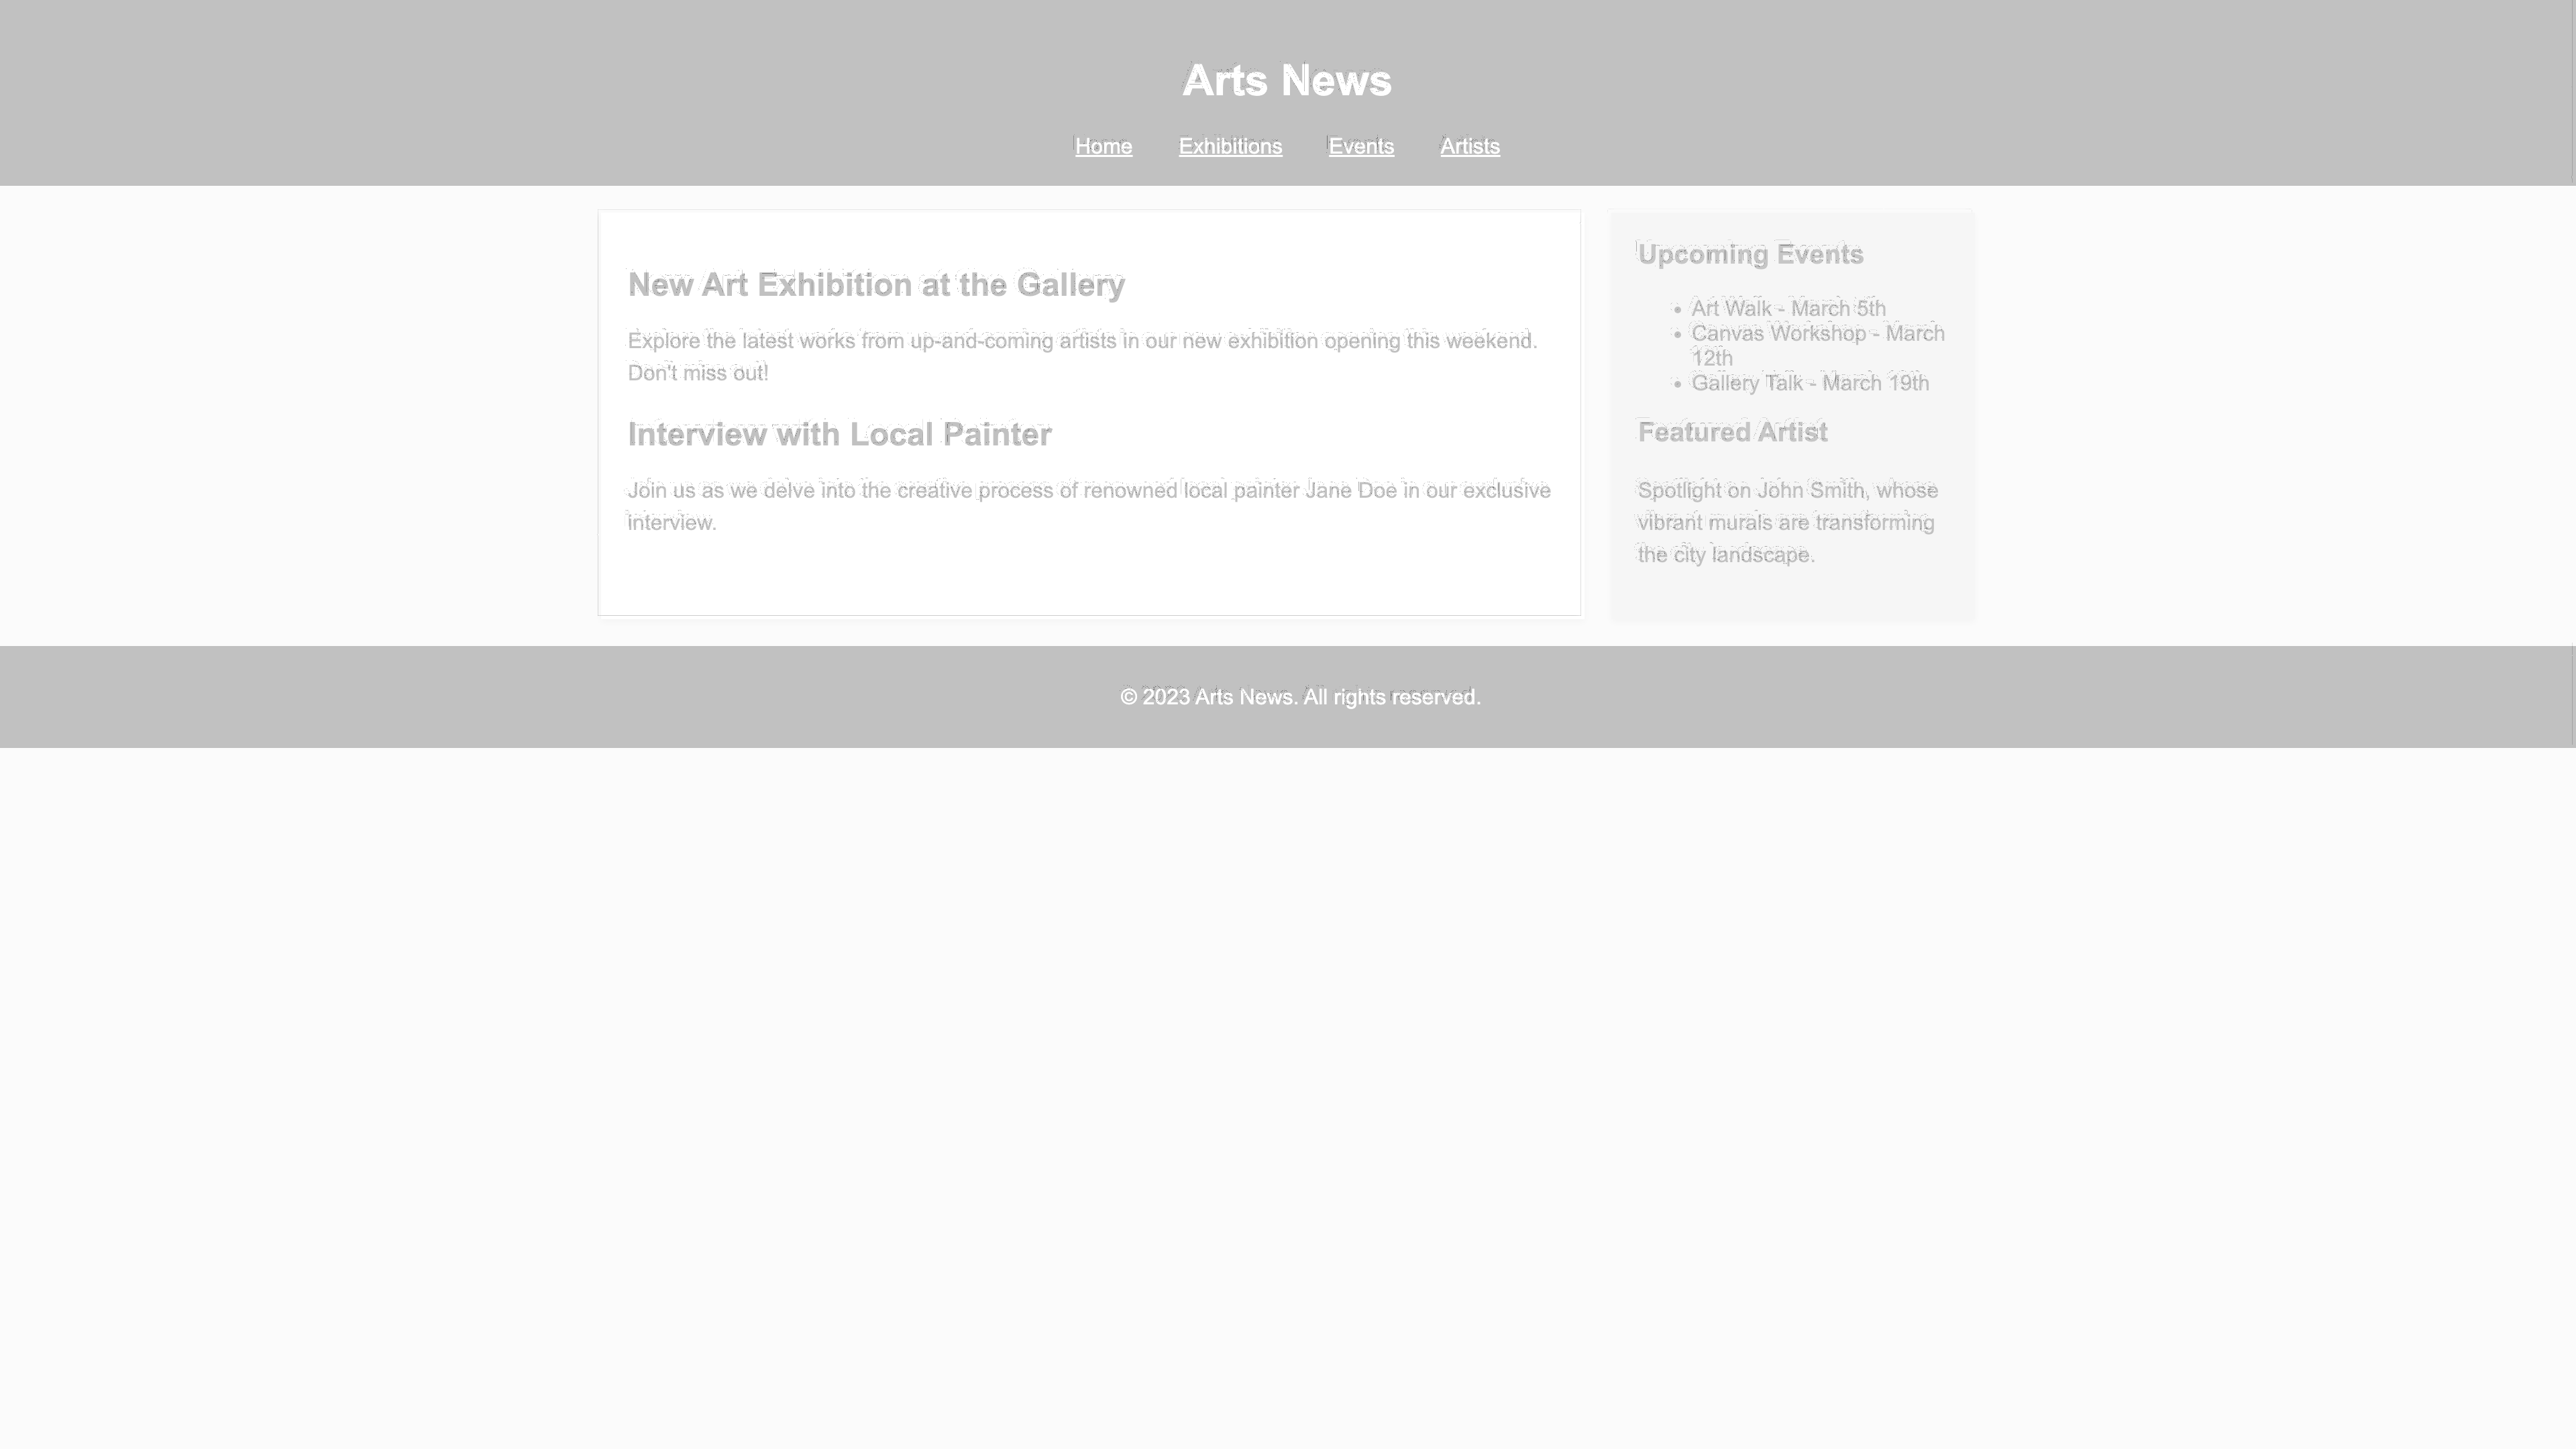 Arts News
Home Exhibitions Events Artists
New Art Exhibition at the Gallery
Explore the latest works from up-and-coming artists in our new exhibition opening this weekend.
Don't miss out!
Interview with Local Painter
Join us as we delve into the creative process of renowned local painter Jane Doe in our exclusive
interview.
Upcoming Events
• Art Walk - March 5th
• Canvas Workshop - March
12th
• Gallery Talk - March 19th
Featured Artist
Spotlight on John Smith, whose
vibrant murals are transforming
the city landscape.
© 2023 Arts News. All rights reserved.